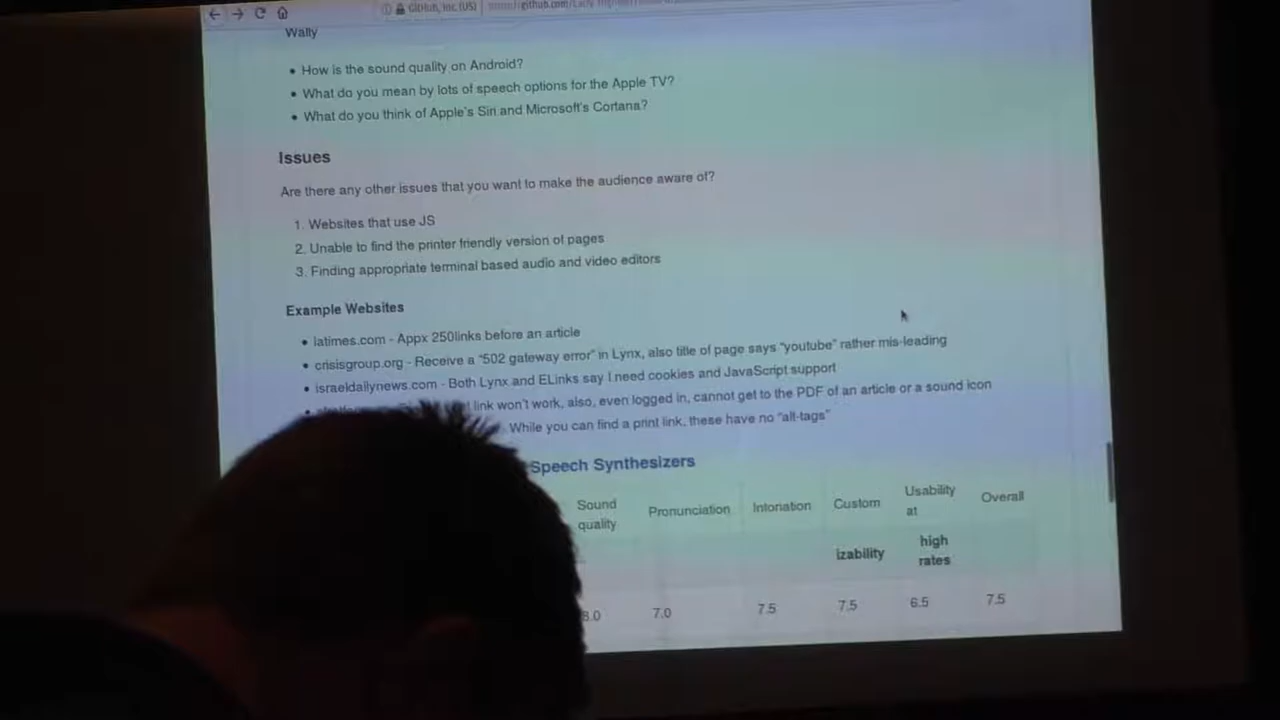 GitHub, Inc. (US)
github.com/
Wally
• How is the sound quality on Android?
• What do you mean by lots of speech options for the Apple TV?
• What do you think of Apple's Siri and Microsoft's Cortana?
Issues
Are there any other issues that you want to make the audience aware of?
1. Websites that use JS
2. Unable to find the printer friendly version of pages
3. Finding appropriate terminal based audio and video editors
Example Websites
• latimes.com - Appx 250links before an article
• crisisgroup.org - Receive a "502 gateway error" in Lynx, also title of page says "youtube" rather mis-leading
• israeldailynews.com - Both Lynx and ELinks say I need cookies and JavaScript support
link won't work, also, even logged in, cannot get to the PDF of an article or a sound icon
. While you can find a print link, these have no "alt-tags"
Speech Synthesizers
Sound quality Pronunciation Intonation Custom Usability at Overall
izability high rates
7.0 7.5 7.5 6.5 7.5